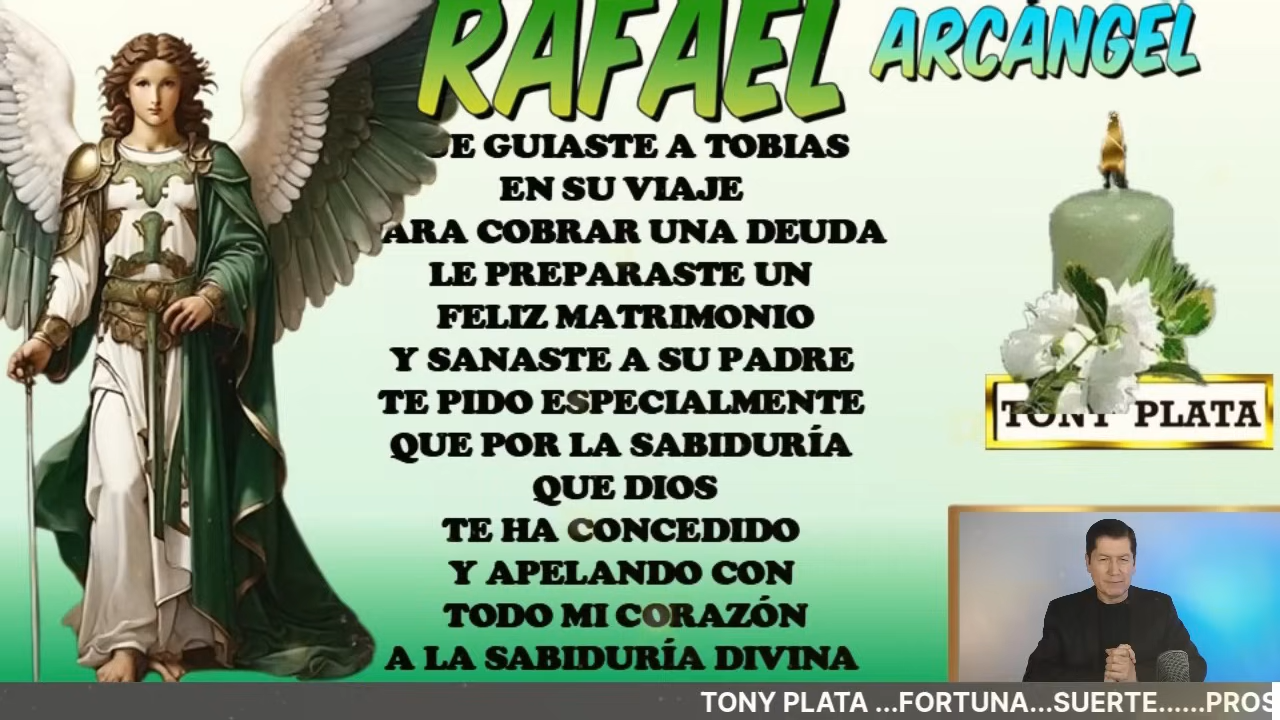 RAFAEL ARCÁNGEL
GUIASTE A TOBIAS
EN SU VIAJE
COBRAR UNA DEUDA
LE PREPARASTE UN
FELIZ MATRIMONIO
Y SANASTE A SU PADRE
TE PIDO ESPECIALMENTE
QUE POR LA SABIDURÍA
QUE DIOS
TE HA CONCEDIDO
Y APELANDO CON
TODO MI CORAZÓN
A LA SABIDURÍA DIVINA
TONY PLATA
TONY PLATA ...FORTUNA...SUERTE......PROS